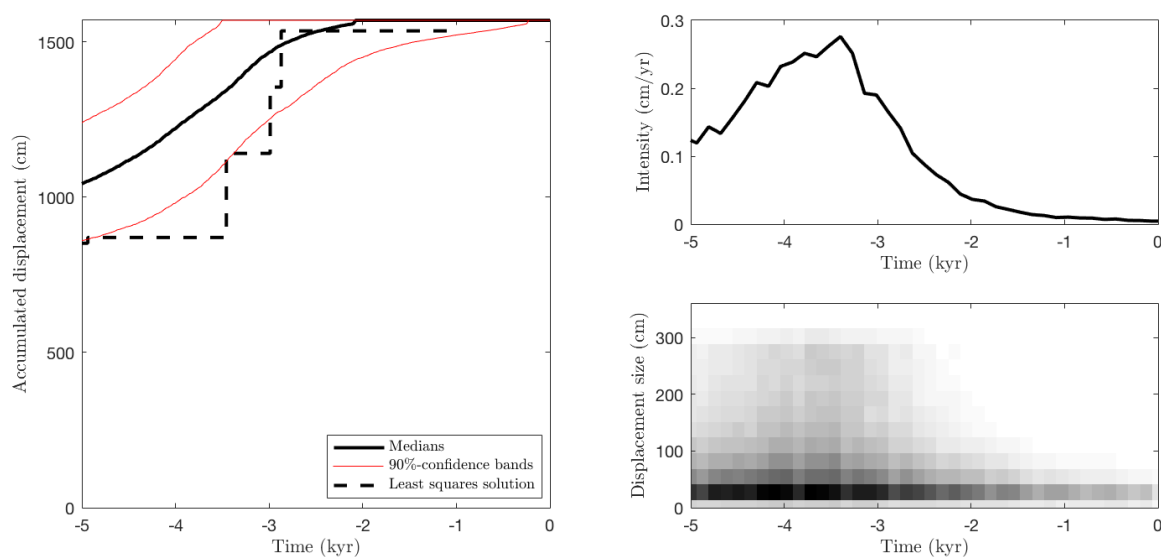 1500
1000
500
0
Accumulated displacement (cm)
Medians
90%-confidence bands
Least squares solution
-5 -4 -3 -2 -1 0
Time (kyr)
0.3
0.2
0.1
0
Intensity (cm/yr)
-5 -4 -3 -2 -1 0
Time (kyr)
300
200
100
0
Displacement size (cm)
-5 -4 -3 -2 -1 0
Time (kyr)